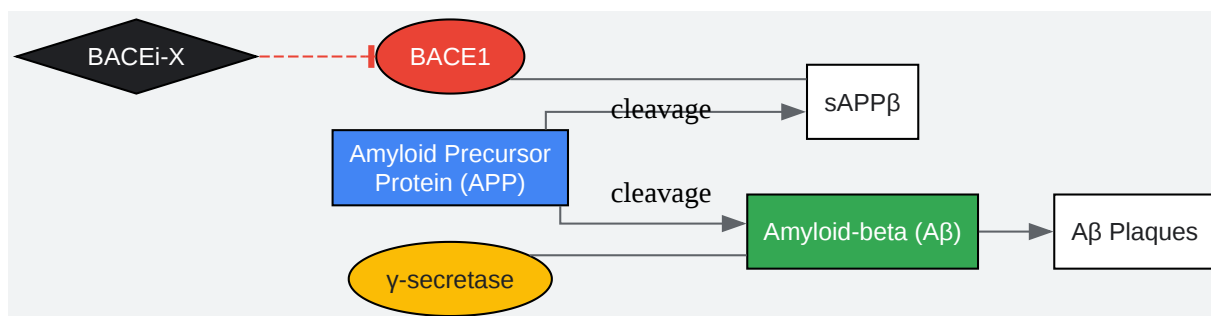 BACEi-X
BACE1
sAPPβ
cleavage
Amyloid Precursor
Protein (APP)
cleavage
Amyloid-beta (Aβ)
Aβ Plaques
γ-secretase